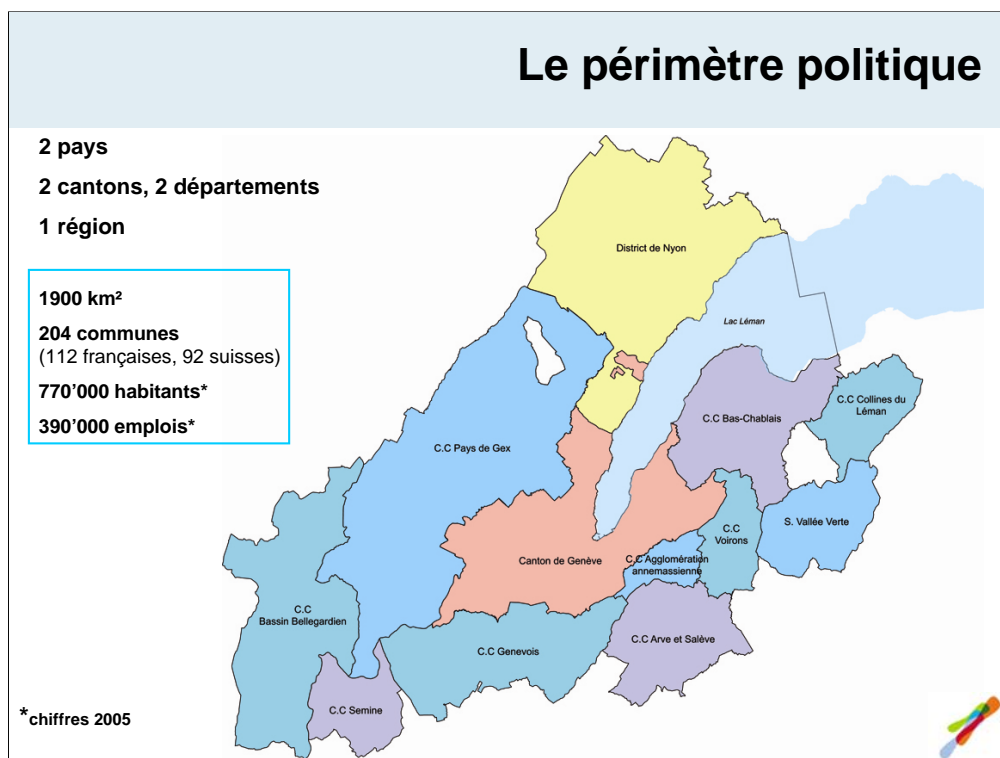 Le périmètre politique
2 pays
2 cantons, 2 départements
1 région
1900 km²
204 communes
(112 françaises, 92 suisses)
770’000 habitants*
390’000 emplois*
District de Nyon
Lac Léman
C.C Collines du
Léman
C.C Bas-Chablais
C.C Pays de Gex
S. Vallée Verte
C.C
Voirons
Canton de Genève
C.C Agglomération
annemassienne
C.C
Bassin Bellegardien
C.C Arve et Salève
C.C Genevois
C.C Semine
*chiffres 2005